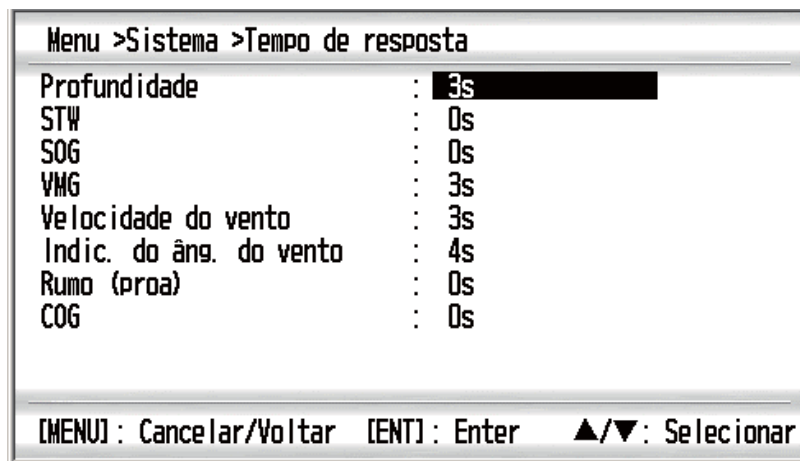 Menu >Sistema >Tempo de resposta
Profundidade : 3s
STW : 0s
SOG : 0s
VMG : 3s
Velocidade do vento : 3s
Indic. do âng. do vento : 4s
Rumo (proa) : 0s
COG : 0s
[MENU] : Cancelar/Voltar [ENT] : Enter ▲/▼: Selecionar